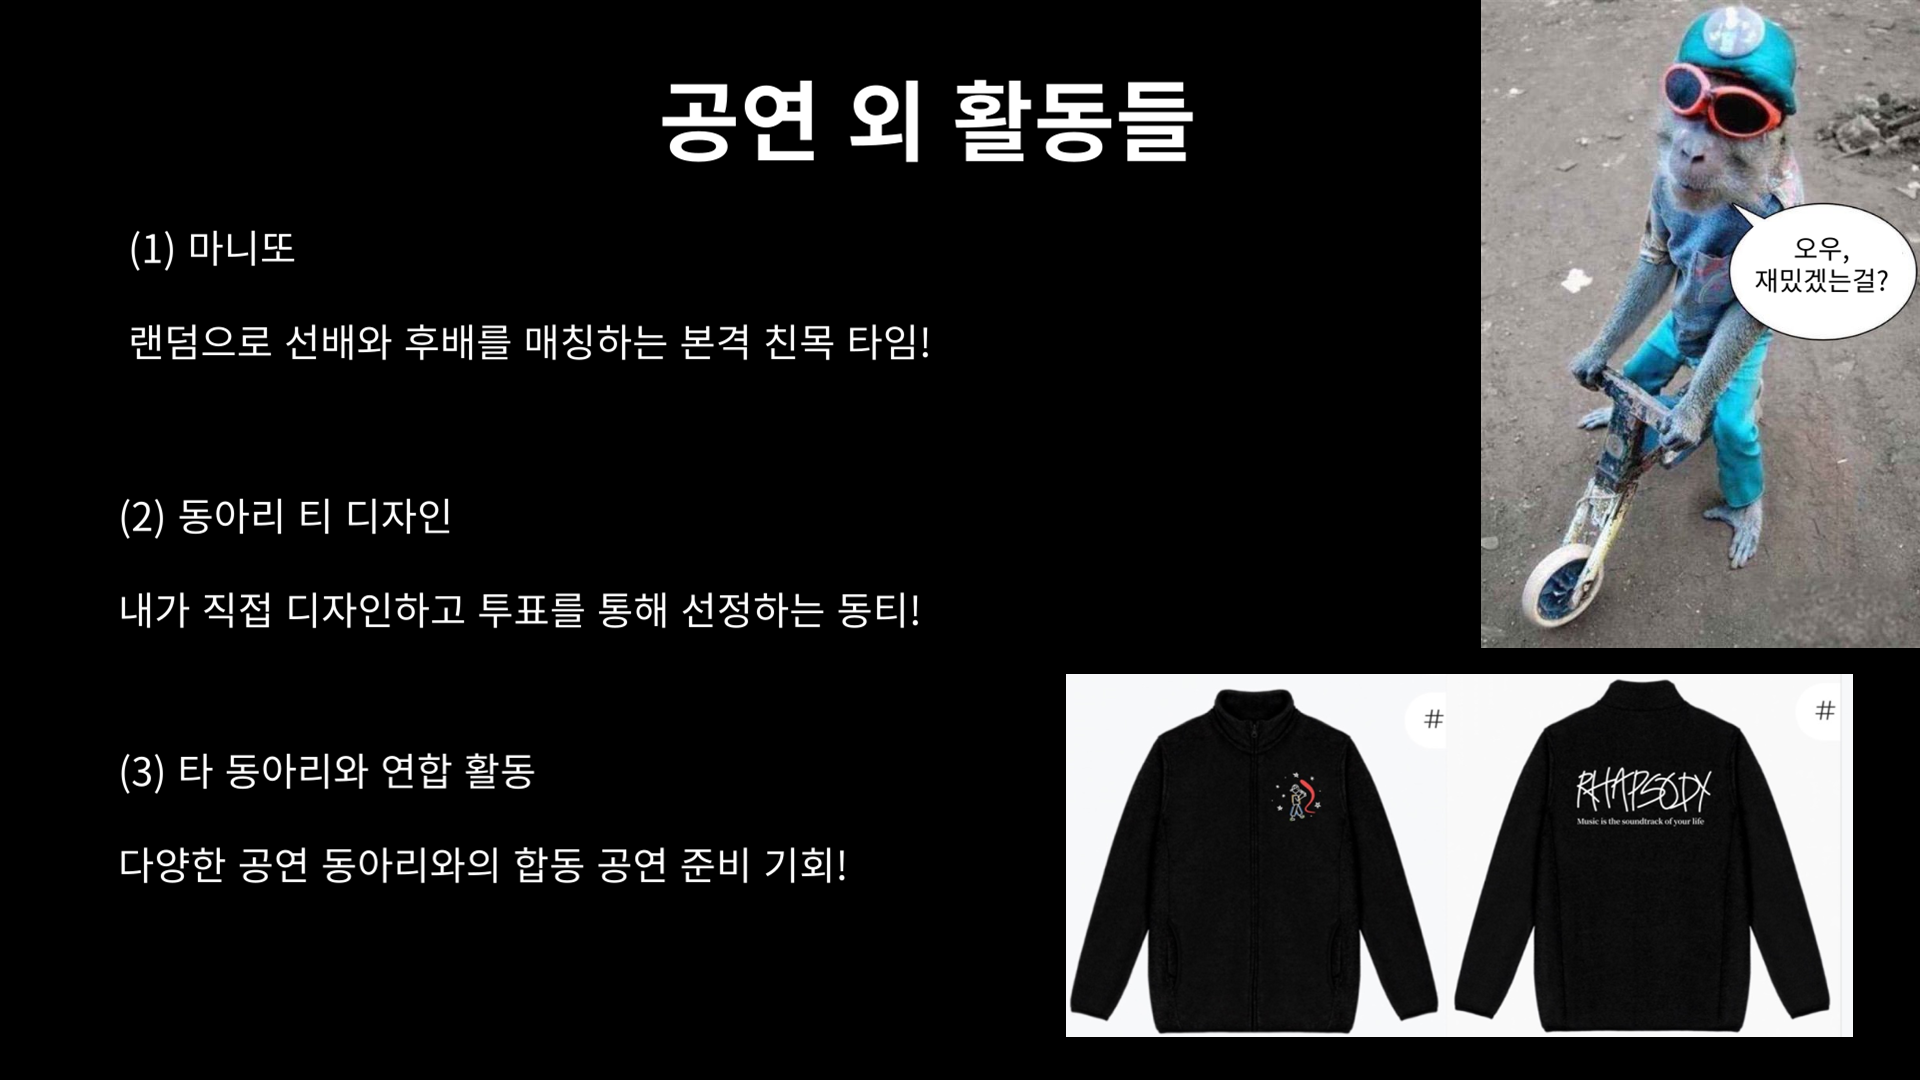 공연 외 활동들
(1) 마니또
랜덤으로 선배와 후배를 매칭하는 본격 친목 타임!
오우,
재밌겠는걸?
(2) 동아리 티 디자인
내가 직접 디자인하고 투표를 통해 선정하는 동티!
(3) 타 동아리와 연합 활동
다양한 공연 동아리와의 합동 공연 준비 기회!
#
#
RHAPSODY
Music is the soundtrack of your life